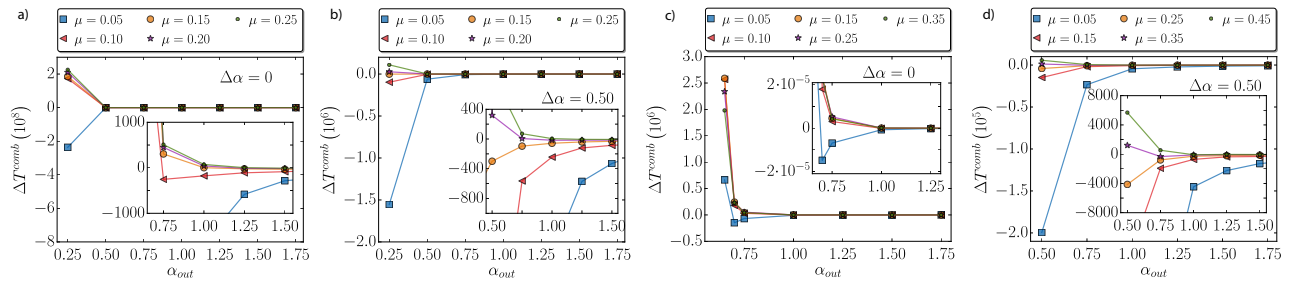 a)
μ = 0.05 μ = 0.15 μ = 0.25
μ = 0.10 μ = 0.20
ΔT^comb (10^8)
2
0
−2
−4
−6
−8
Δα = 0
1000
0
−1000
0.75 1.00 1.25 1.50
0.25 0.50 0.75 1.00 1.25 1.50 1.75
α_out
b)
μ = 0.05 μ = 0.15 μ = 0.25
μ = 0.10 μ = 0.20
ΔT^comb (10^6)
0.0
−0.5
−1.0
−1.5
−2.0
Δα = 0.50
400
0
−400
−800
0.50 0.75 1.00 1.25 1.50
0.25 0.50 0.75 1.00 1.25 1.50 1.75
α_out
c)
μ = 0.05 μ = 0.15 μ = 0.35
μ = 0.10 μ = 0.25
ΔT^comb (10^6)
3.0
2.5
2.0
1.5
1.0
0.5
0.0
−0.5
Δα = 0
2·10^−5
0
−2·10^−5
0.75 1.00 1.25
0.75 1.00 1.25 1.50 1.75
α_out
d)
μ = 0.05 μ = 0.25 μ = 0.45
μ = 0.15 μ = 0.35
ΔT^comb (10^5)
0.0
−0.5
−1.0
−1.5
−2.0
Δα = 0.50
8000
4000
0
−4000
−8000
0.50 0.75 1.00 1.25 1.50
0.50 0.75 1.00 1.25 1.50 1.75
α_out